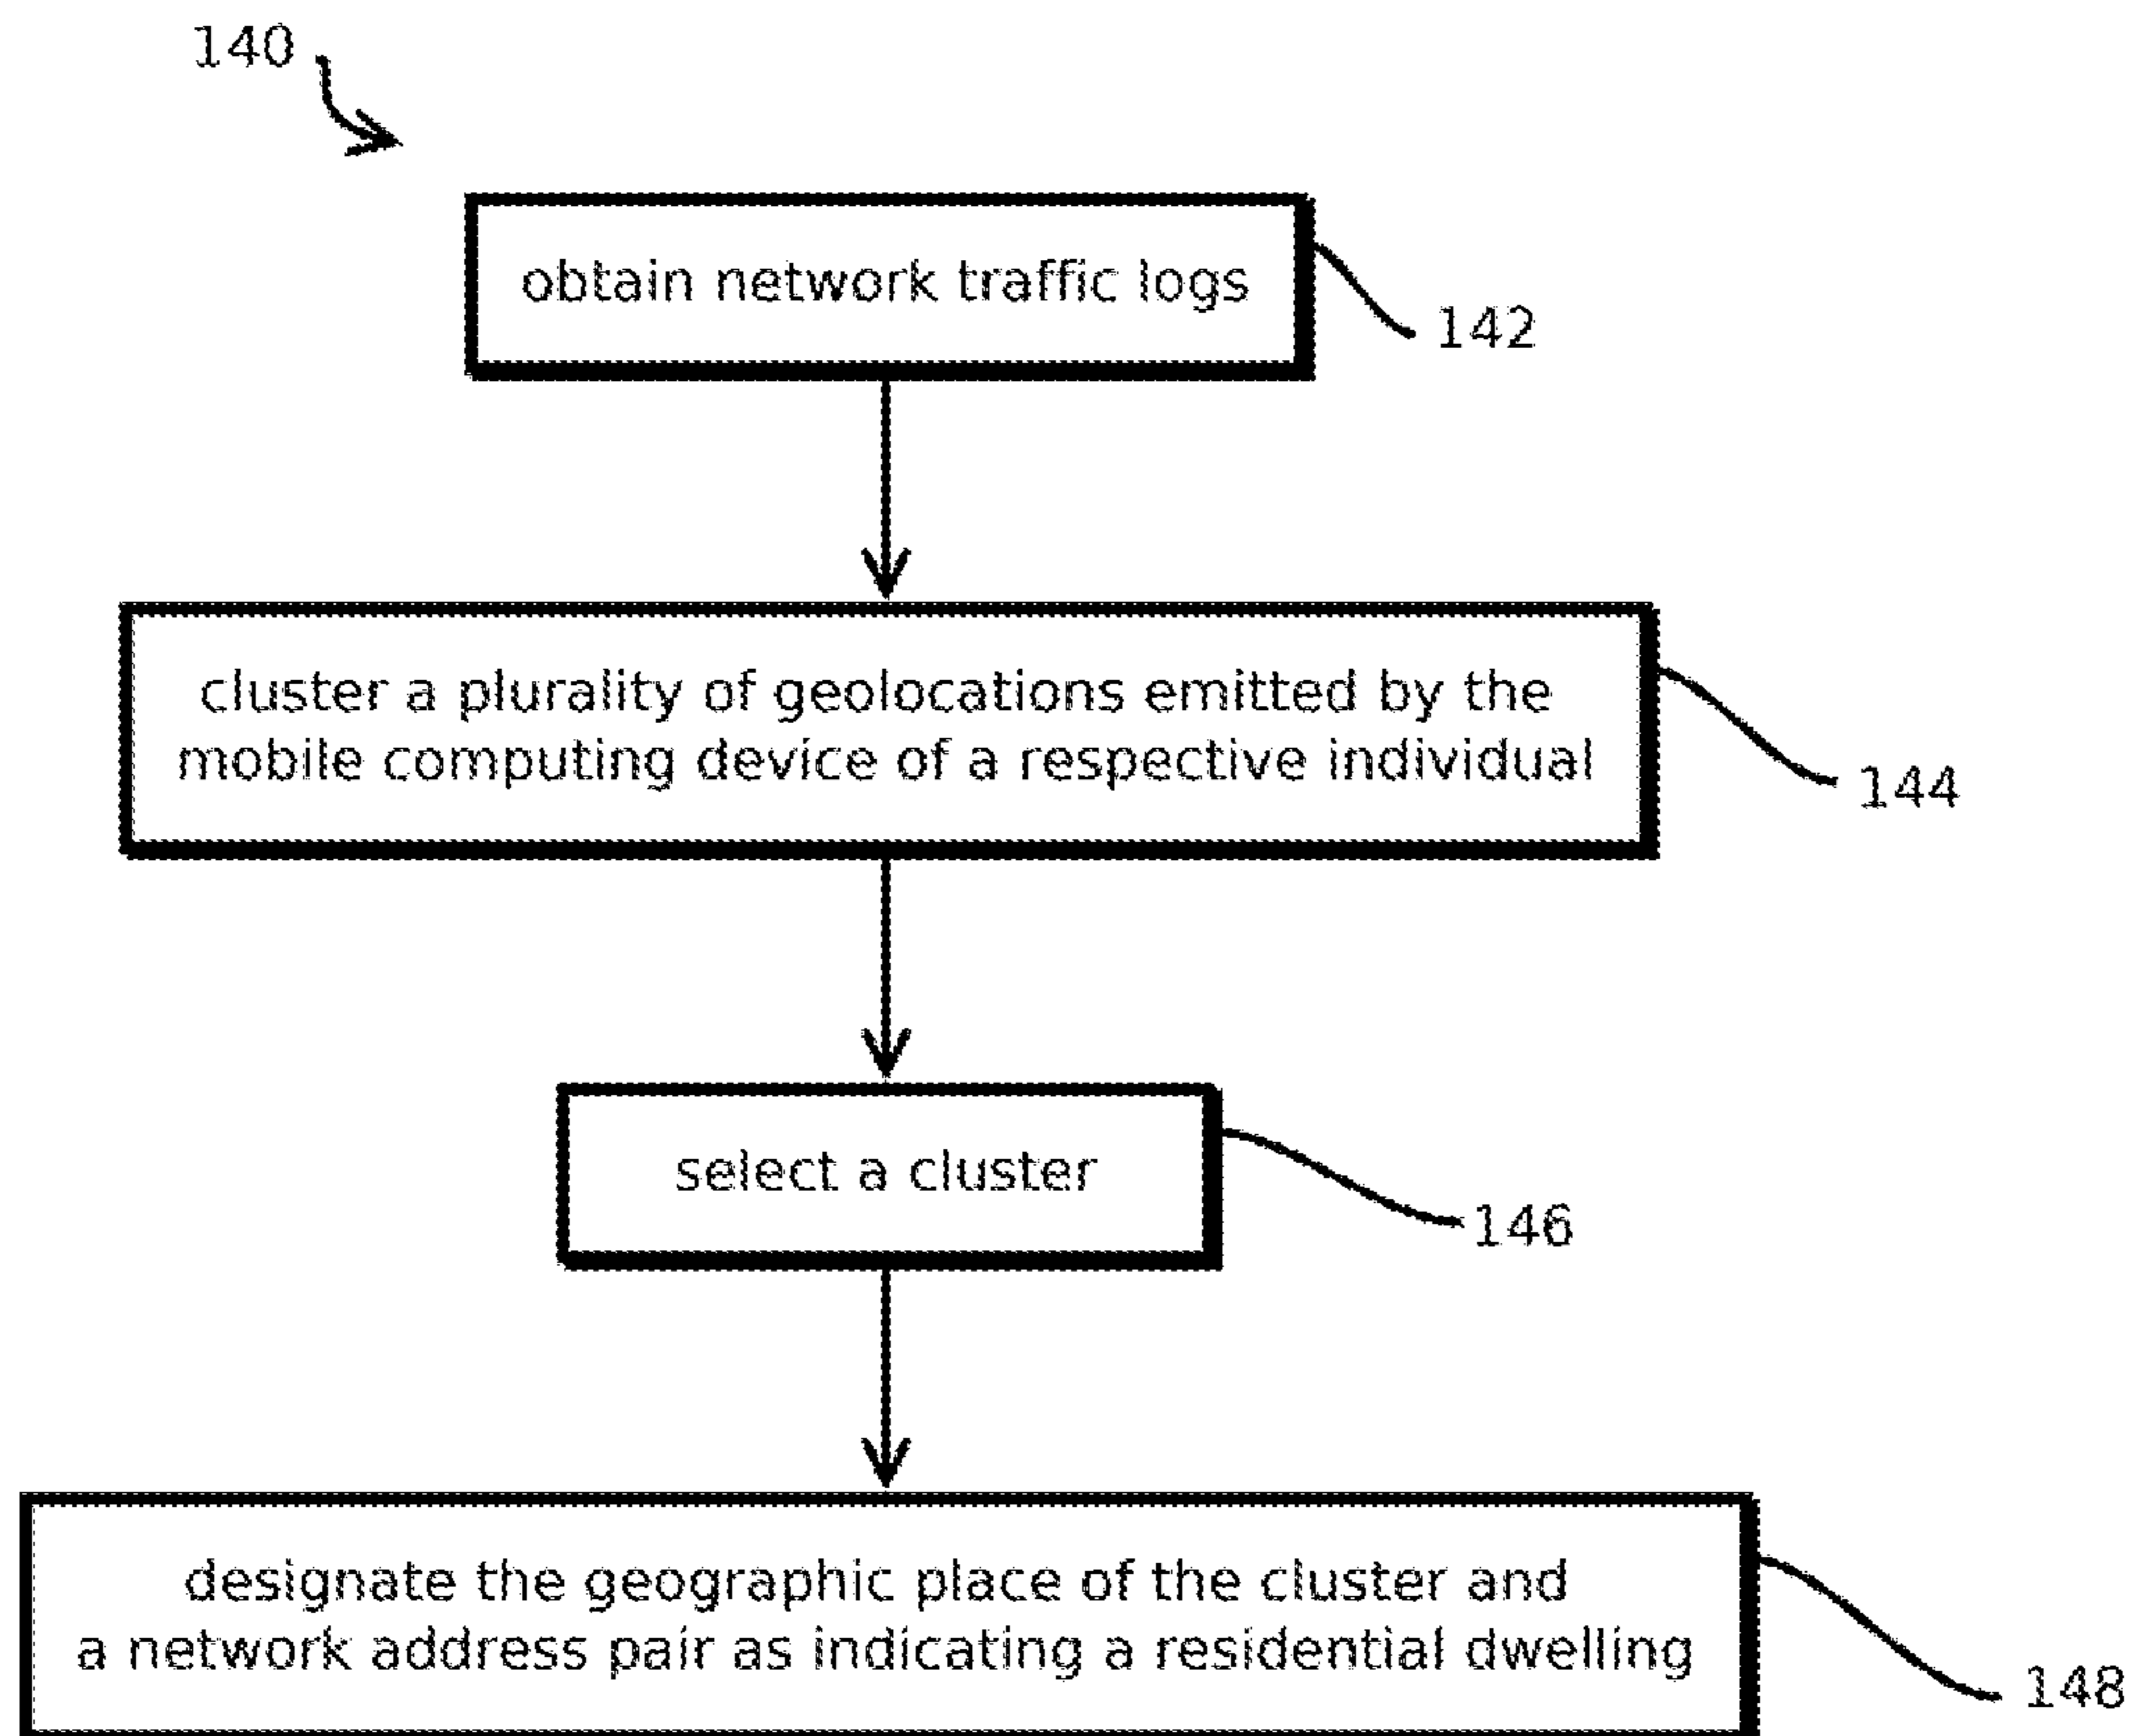 140
obtain network traffic logs
142
cluster a plurality of geolocations emitted by the
mobile computing device of a respective individual
144
select a cluster
146
designate the geographic place of the cluster and
a network address pair as indicating a residential dwelling
148